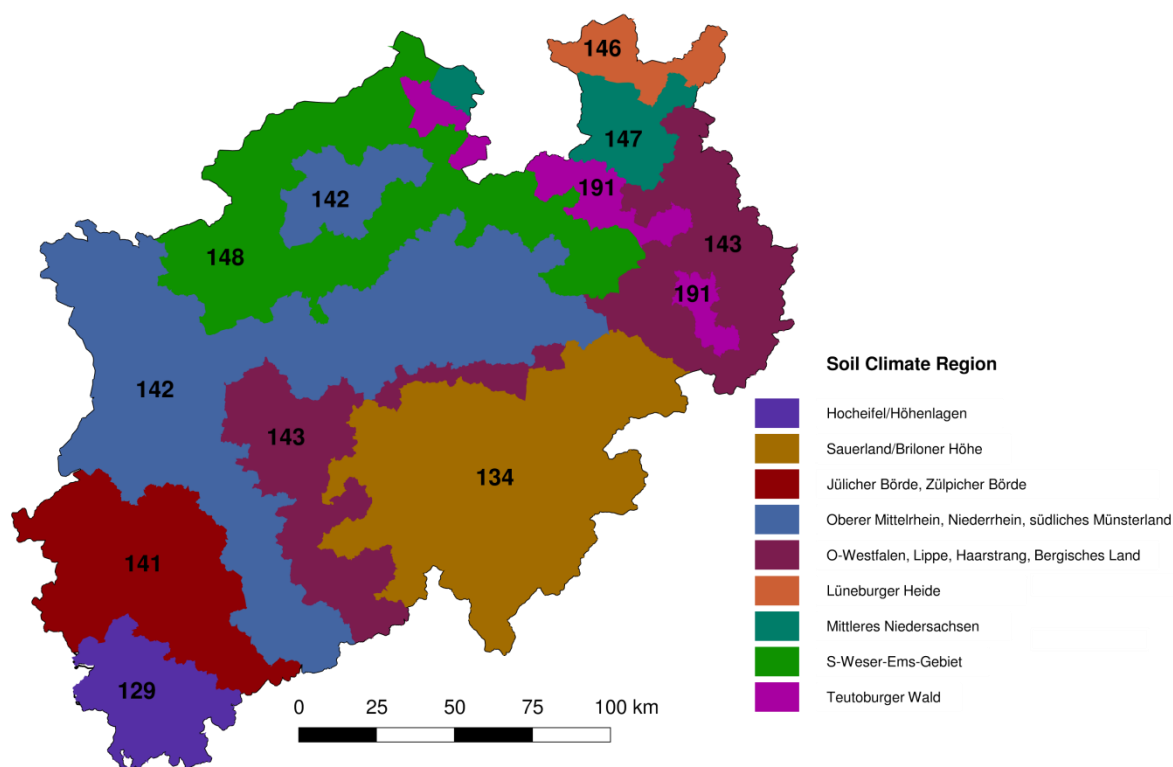 146
147
191
142
143
148
191
142
143
134
141
129
Soil Climate Region
Hocheifel/Höhenlagen
Sauerland/Briloner Höhe
Jülicher Börde, Zülpicher Börde
Oberer Mittelrhein, Niederrhein, südliches Münsterland
O-Westfalen, Lippe, Haarstrang, Bergisches Land
Lüneburger Heide
Mittleres Niedersachsen
S-Weser-Ems-Gebiet
Teutoburger Wald
0 25 50 75 100 km